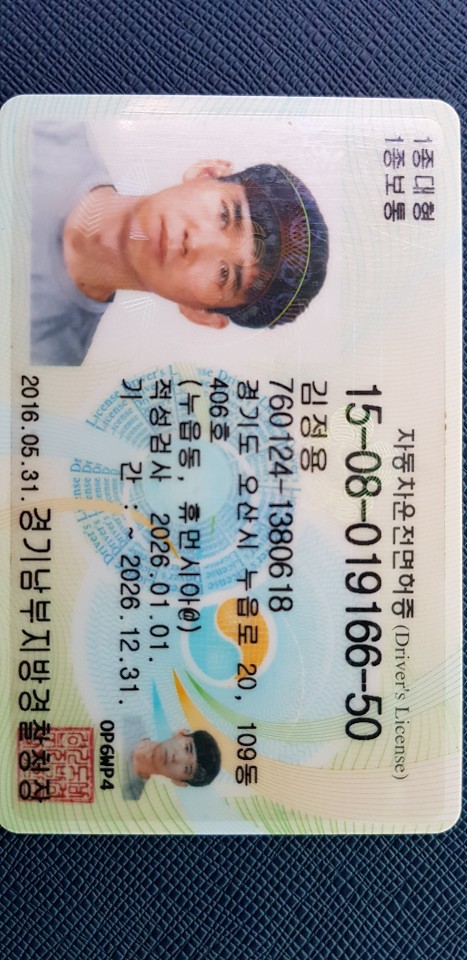 1종대형
1종보통
자동차운전면허증 (Driver's License)
15-08-019166-50
김정용
760124-1380618
경기도 오산시 누읍로 20, 109동
406호
(누읍동, 휴먼시아@)
적성검사 2026.01.01.
기 간 : ~ 2026.12.31.
0P6WP4
2016.05.31. 경기남부지방경찰청장